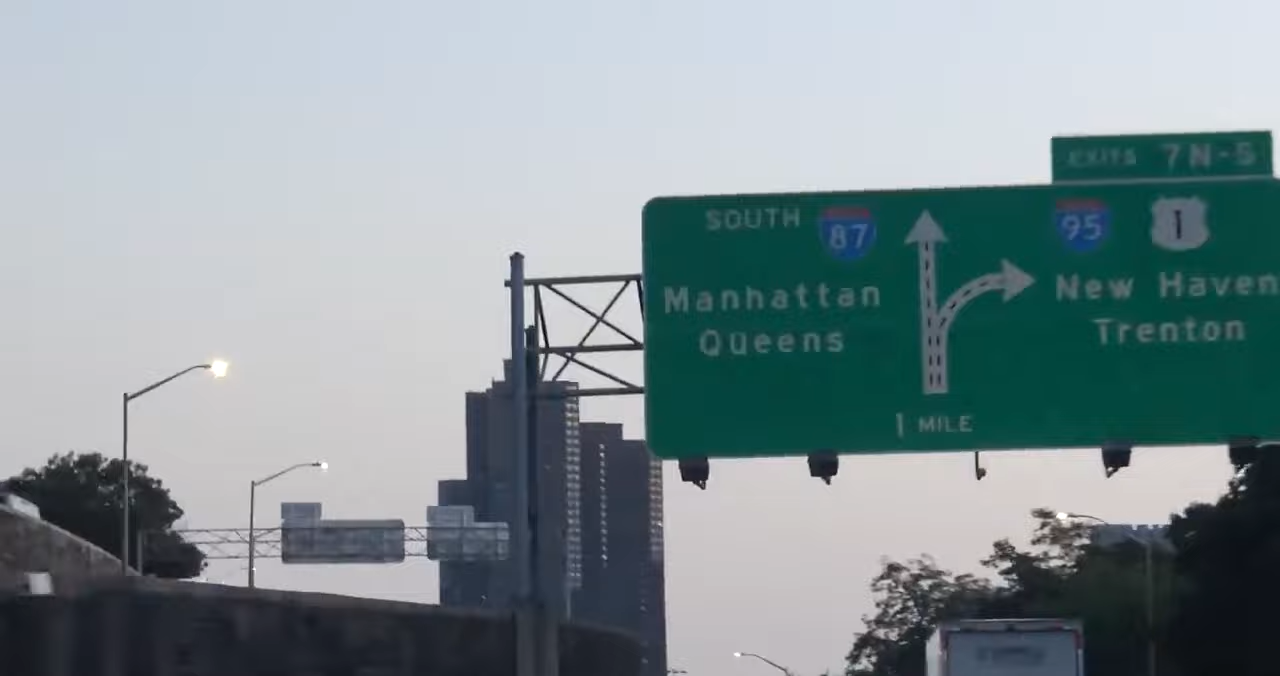 EXITS 7N-S
SOUTH 87
95 1
Manhattan
New Haven
Queens
Trenton
1 MILE